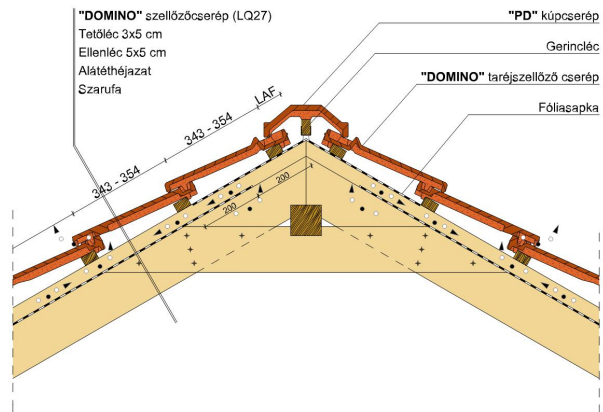 "DOMINO" szellőzőcserép (LQ27)
Tetőléc 3x5 cm
Ellenléc 5x5 cm
Alátéthéjazat
Szarufa
"PD" kúpcserép
Gerincléc
"DOMINO" taréjszellőző cserép
Fóliasapka
LAF
343 - 354
343 - 354
200
200